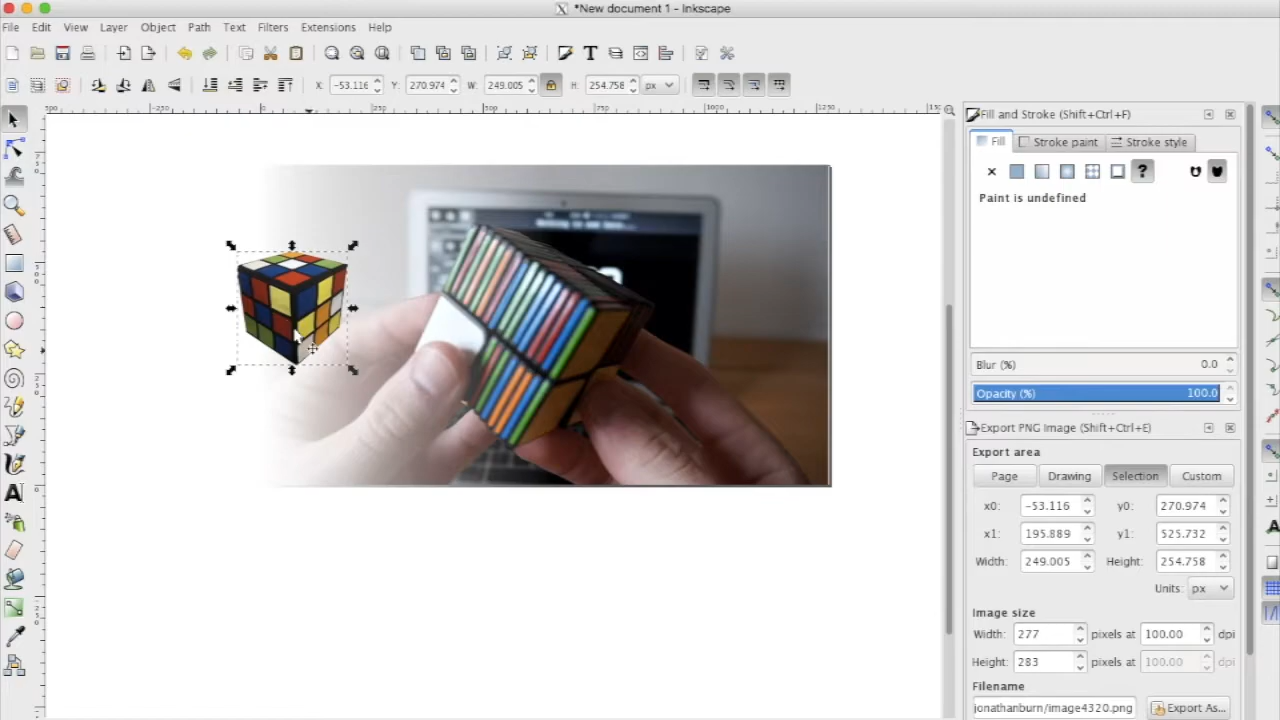 *New document 1 - Inkscape
File Edit View Layer Object Path Text Filters Extensions Help
X: -53.116 Y: 270.974 W: 249.005 H: 254.758 px
Fill and Stroke (Shift+Ctrl+F)
Fill Stroke paint Stroke style
Paint is undefined
Blur (%) 0.0
Opacity (%) 100.0
Export PNG Image (Shift+Ctrl+E)
Export area
Page Drawing Selection Custom
x0: -53.116 y0: 270.974
x1: 195.889 y1: 525.732
Width: 249.005 Height: 254.758
Units: px
Image size
Width: 277 pixels at 100.00 dpi
Height: 283 pixels at 100.00 dpi
Filename
jonathanburn/image4320.png Export As...